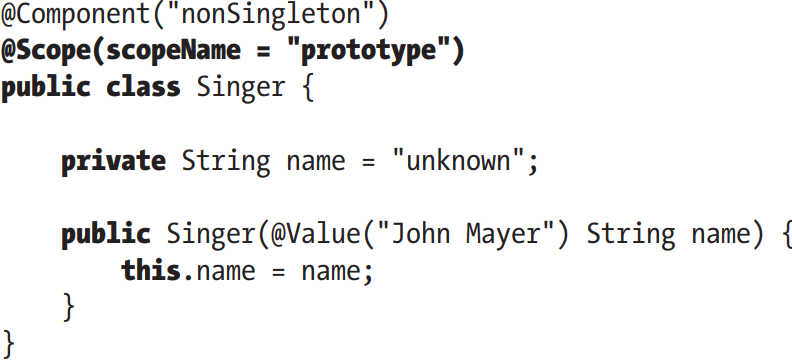 @Component("nonSingleton")
@Scope(scopeName = "prototype")
public class Singer {

    private String name = "unknown";

    public Singer(@Value("John Mayer") String name) {
        this.name = name;
    }
}